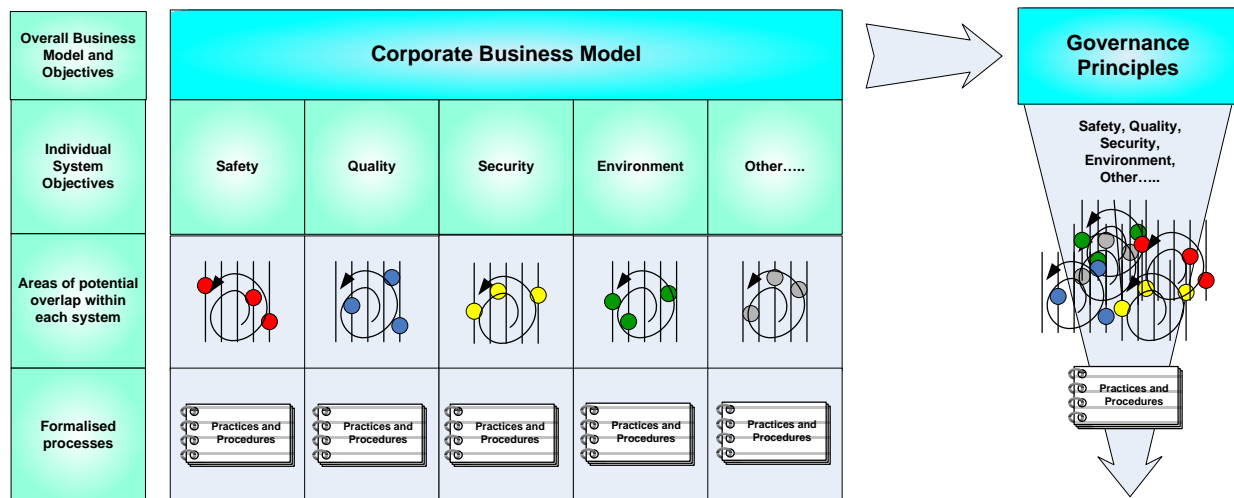 Overall Business
Model and
Objectives
Corporate Business Model
Governance
Principles
Individual
System
Objectives
Safety
Quality
Security
Environment
Other…..
Safety, Quality,
Security,
Environment,
Other…..
Areas of potential
overlap within
each system
Formalised
processes
Practices and
Procedures
Practices and
Procedures
Practices and
Procedures
Practices and
Procedures
Practices and
Procedures
Practices and
Procedures